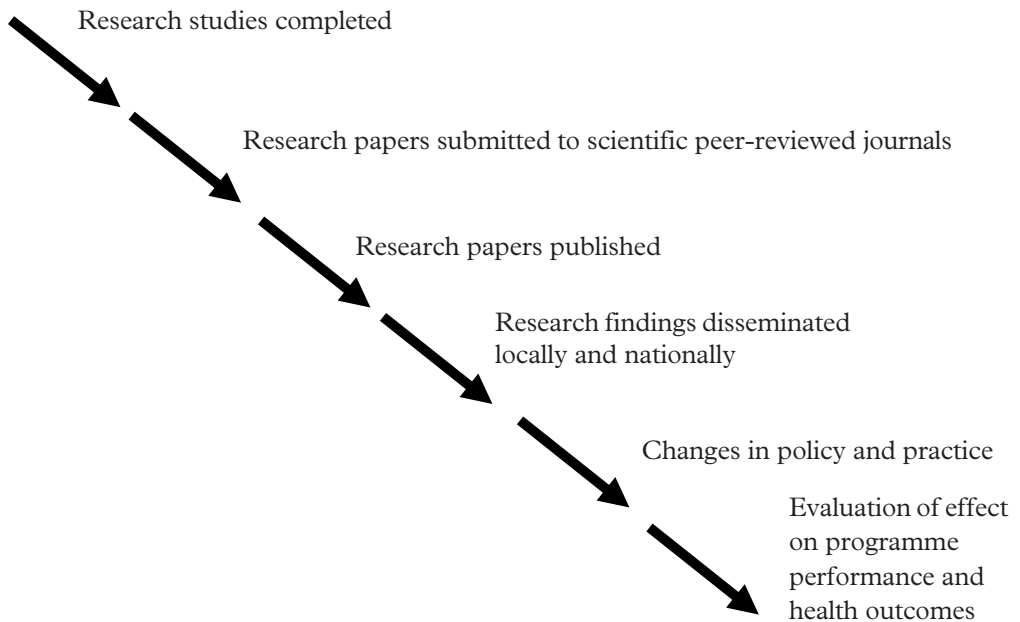 Research studies completed
Research papers submitted to scientific peer-reviewed journals
Research papers published
Research findings disseminated
locally and nationally
Changes in policy and practice
Evaluation of effect
on programme
performance and
health outcomes